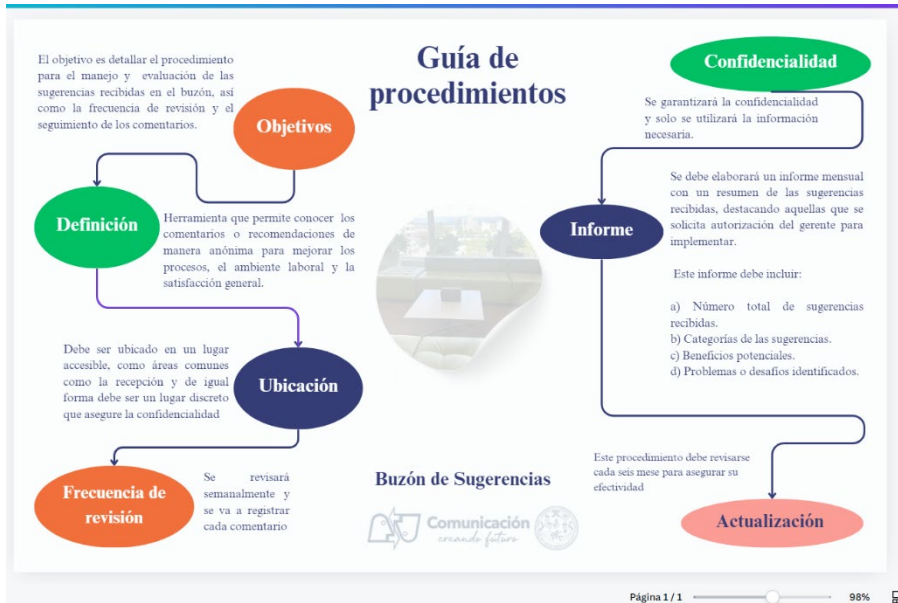 Guía de
procedimientos
El objetivo es detallar el procedimiento
para el manejo y evaluación de las
sugerencias recibidas en el buzón, así
como la frecuencia de revisión y el
seguimiento de los comentarios.
Objetivos
Definición
Herramienta que permite conocer los
comentarios o recomendaciones de
manera anónima para mejorar los
procesos, el ambiente laboral y la
satisfacción general.
Debe ser ubicado en un lugar
accesible, como áreas comunes
como la recepción y de igual
forma debe ser un lugar discreto
que asegure la confidencialidad
Ubicación
Frecuencia de
revisión
Se revisará
semanalmente y
se va a registrar
cada comentario
Confidencialidad
Se garantizará la confidencialidad
y solo se utilizará la información
necesaria.
Informe
Se debe elaborará un informe mensual
con un resumen de las sugerencias
recibidas, destacando aquellas que se
solicita autorización del gerente para
implementar.
Este informe debe incluir:
a) Número total de sugerencias
recibidas.
b) Categorías de las sugerencias.
c) Beneficios potenciales.
d) Problemas o desafíos identificados.
Este procedimiento debe revisarse
cada seis mese para asegurar su
efectividad
Actualización
Buzón de Sugerencias
Comunicación
creando futuro
Página 1 / 1
98%